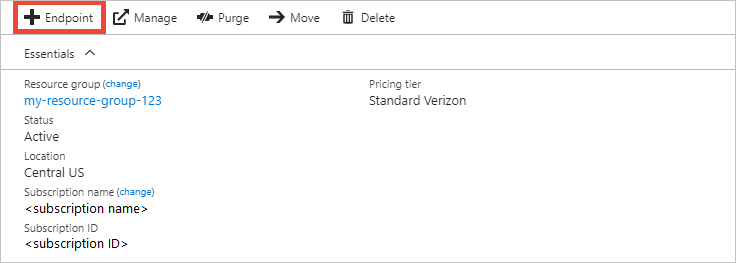 Endpoint Manage Purge Move Delete
Essentials
Resource group (change) Pricing tier
my-resource-group-123 Standard Verizon
Status
Active
Location
Central US
Subscription name (change)
<subscription name>
Subscription ID
<subscription ID>